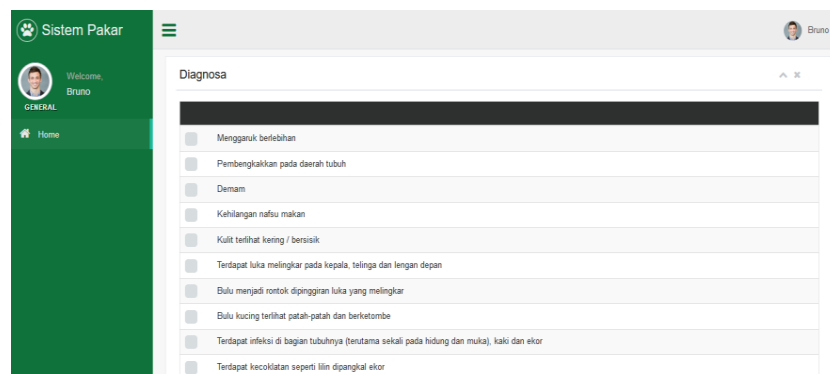 Sistem Pakar
Bruno
Welcome,
Bruno
GENERAL
Home
Diagnosa
Menggaruk berlebihan
Pembengkakkan pada daerah tubuh
Demam
Kehilangan nafsu makan
Kulit terlihat kering / bersisik
Terdapat luka melingkar pada kepala, telinga dan lengan depan
Bulu menjadi rontok dipinggiran luka yang melingkar
Bulu kucing terlihat patah-patah dan berketombe
Terdapat infeksi di bagian tubuhnya (terutama sekali pada hidung dan muka), kaki dan ekor
Terdapat kecoklatan seperti lilin dipangkal ekor